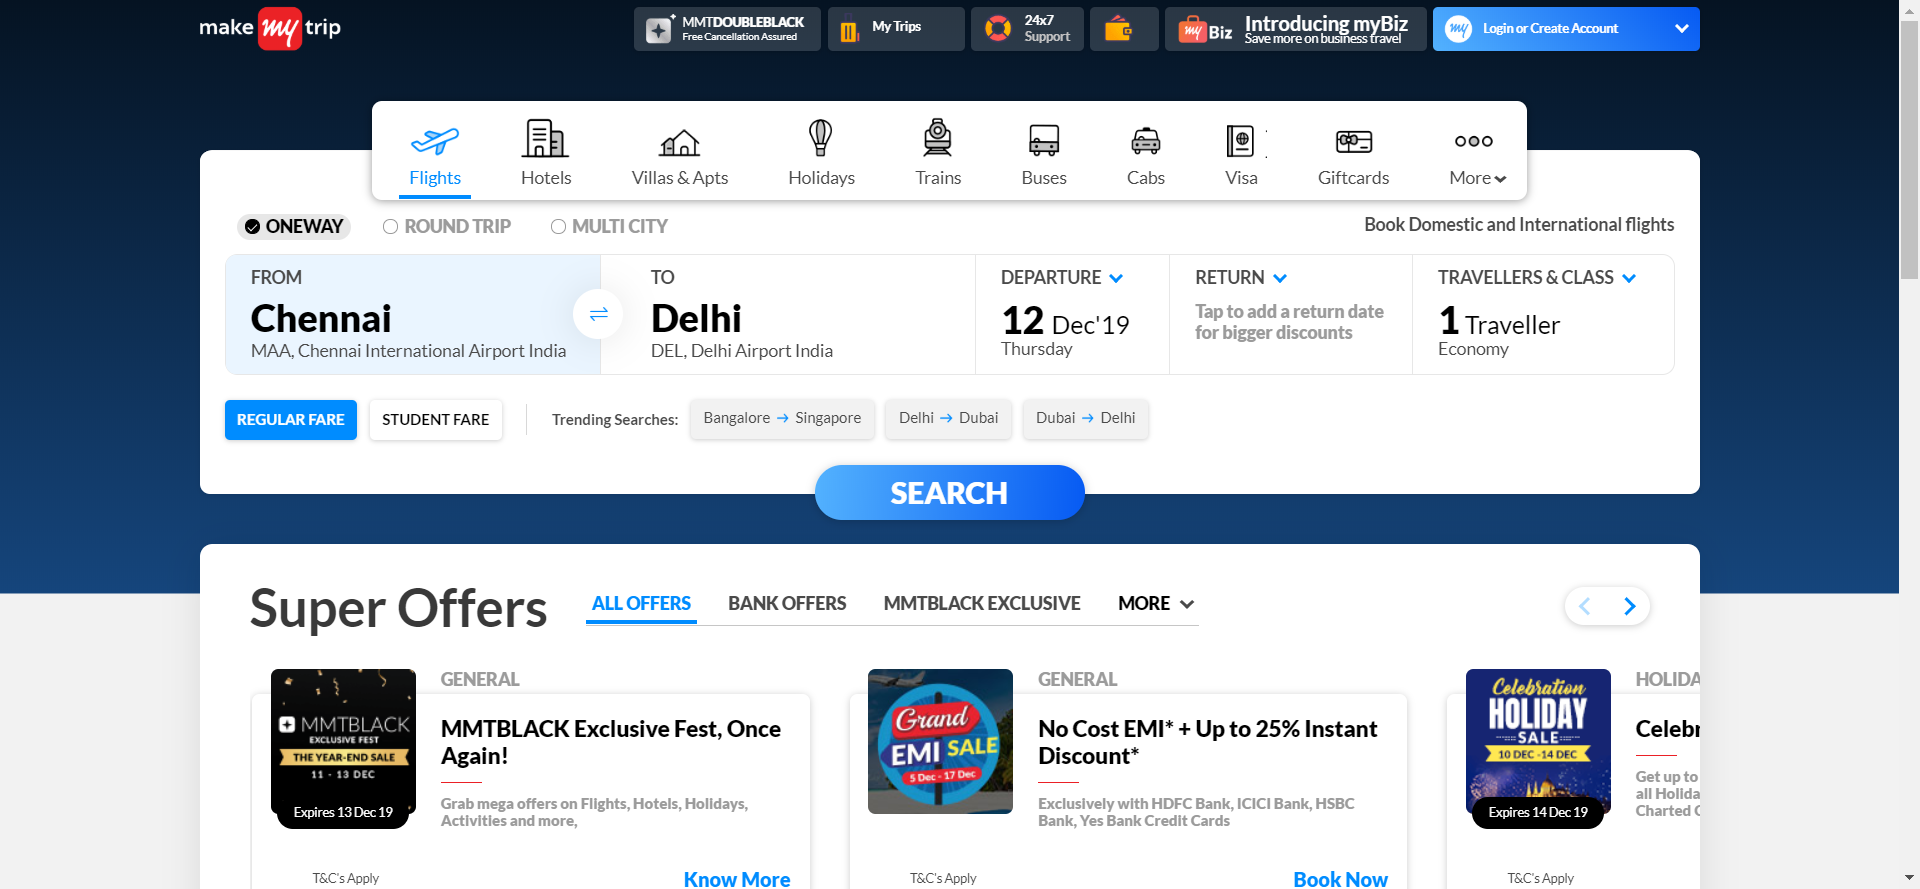 make my trip
MMTDOUBLEBLACK
Free Cancellation Assured
My Trips
24x7
Support
my Biz
Introducing myBiz
Save more on business travel
my
Login or Create Account
Flights
Hotels
Villas & Apts
Holidays
Trains
Buses
Cabs
Visa
Giftcards
More
ONEWAY
ROUND TRIP
MULTI CITY
Book Domestic and International flights
FROM
Chennai
MAA, Chennai International Airport India
TO
Delhi
DEL, Delhi Airport India
DEPARTURE
12 Dec'19
Thursday
RETURN
Tap to add a return date
for bigger discounts
TRAVELLERS & CLASS
1 Traveller
Economy
REGULAR FARE
STUDENT FARE
Trending Searches:
Bangalore → Singapore
Delhi → Dubai
Dubai → Delhi
SEARCH
Super Offers
ALL OFFERS
BANK OFFERS
MMTBLACK EXCLUSIVE
MORE
MMTBLACK
EXCLUSIVE FEST
THE YEAR-END SALE
11 - 13 DEC
Expires 13 Dec 19
GENERAL
MMTBLACK Exclusive Fest, Once
Again!
Grab mega offers on Flights, Hotels, Holidays,
Activities and more,
T&C's Apply
Know More
Grand
EMI SALE
5 Dec - 17 Dec
GENERAL
No Cost EMI* + Up to 25% Instant
Discount*
Exclusively with HDFC Bank, ICICI Bank, HSBC
Bank, Yes Bank Credit Cards
T&C's Apply
Book Now
Celebration
HOLIDAY
SALE
10 DEC -14 DEC
Expires 14 Dec 19
HOLIDA
Celebr
Get up to
all Holida
Charted C
T&C's Apply